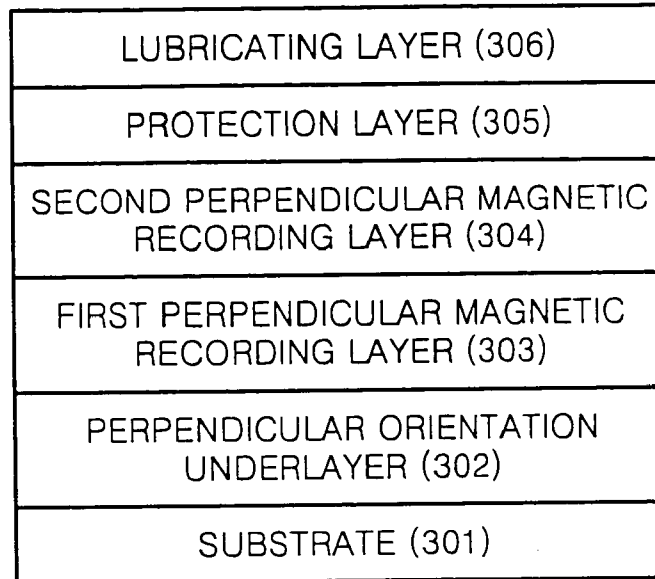 LUBRICATING LAYER (306)
PROTECTION LAYER (305)
SECOND PERPENDICULAR MAGNETIC
RECORDING LAYER (304)
FIRST PERPENDICULAR MAGNETIC
RECORDING LAYER (303)
PERPENDICULAR ORIENTATION
UNDERLAYER (302)
SUBSTRATE (301)